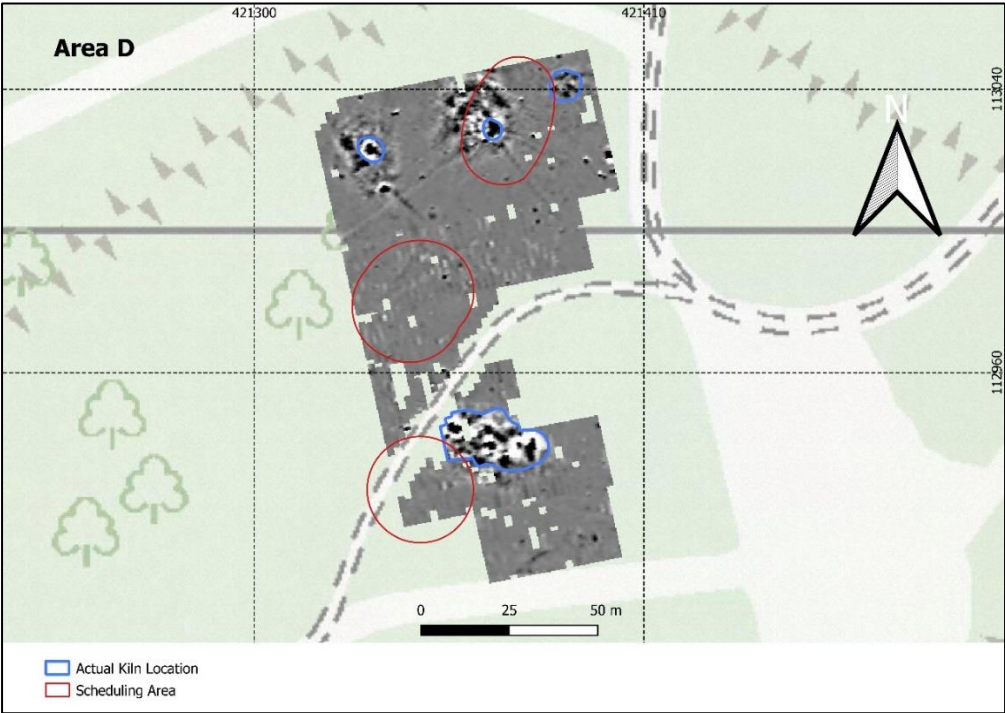 421300 421410
Area D
113040
N
112960
0 25 50 m
Actual Kiln Location
Scheduling Area